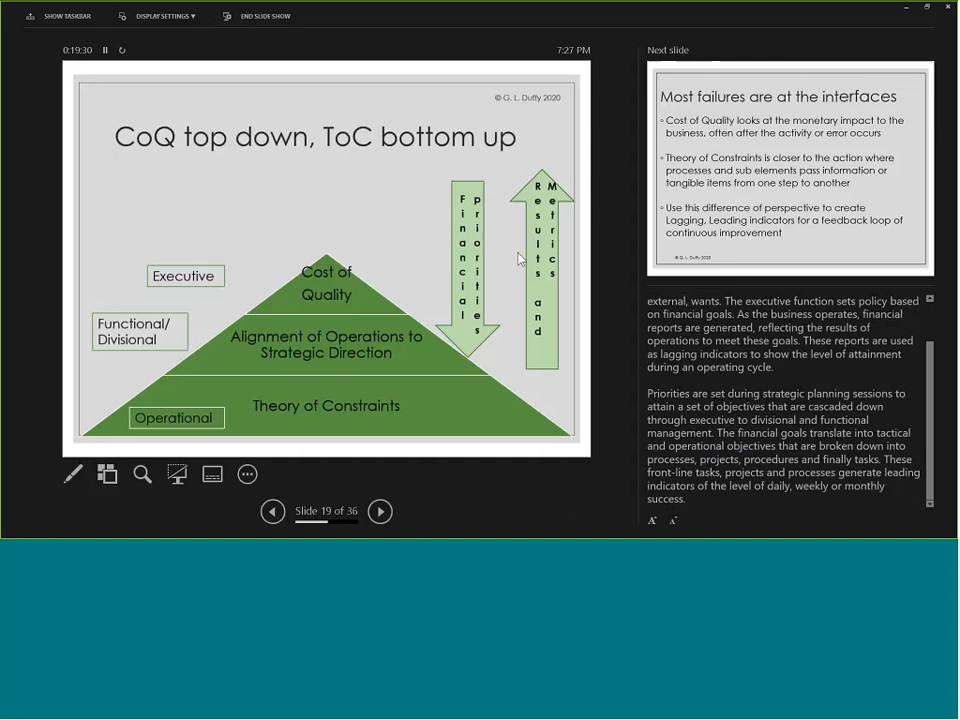 SHOW TASKBAR
DISPLAY SETTINGS ▾
END SLIDE SHOW
0:19:30
7:27 PM
© G. L. Duffy 2020
CoQ top down, ToC bottom up
Financial priorities
Results and Metrics
Executive
Cost of
Quality
Functional/
Divisional
Alignment of Operations to
Strategic Direction
Theory of Constraints
Operational
Slide 19 of 36
Next slide
Most failures are at the interfaces
◦ Cost of Quality looks at the monetary impact to the
business, often after the activity or error occurs
◦ Theory of Constraints is closer to the action where
processes and sub elements pass information or
tangible items from one step to another
◦ Use this difference of perspective to create
Lagging, Leading indicators for a feedback loop of
continuous improvement
© G. L. Duffy 2020
external, wants. The executive function sets policy based
on financial goals. As the business operates, financial
reports are generated, reflecting the results of
operations to meet these goals. These reports are used
as lagging indicators to show the level of attainment
during an operating cycle.
Priorities are set during strategic planning sessions to
attain a set of objectives that are cascaded down
through executive to divisional and functional
management. The financial goals translate into tactical
and operational objectives that are broken down into
processes, projects, procedures and finally tasks. These
front-line tasks, projects and processes generate leading
indicators of the level of daily, weekly or monthly
success.
A A